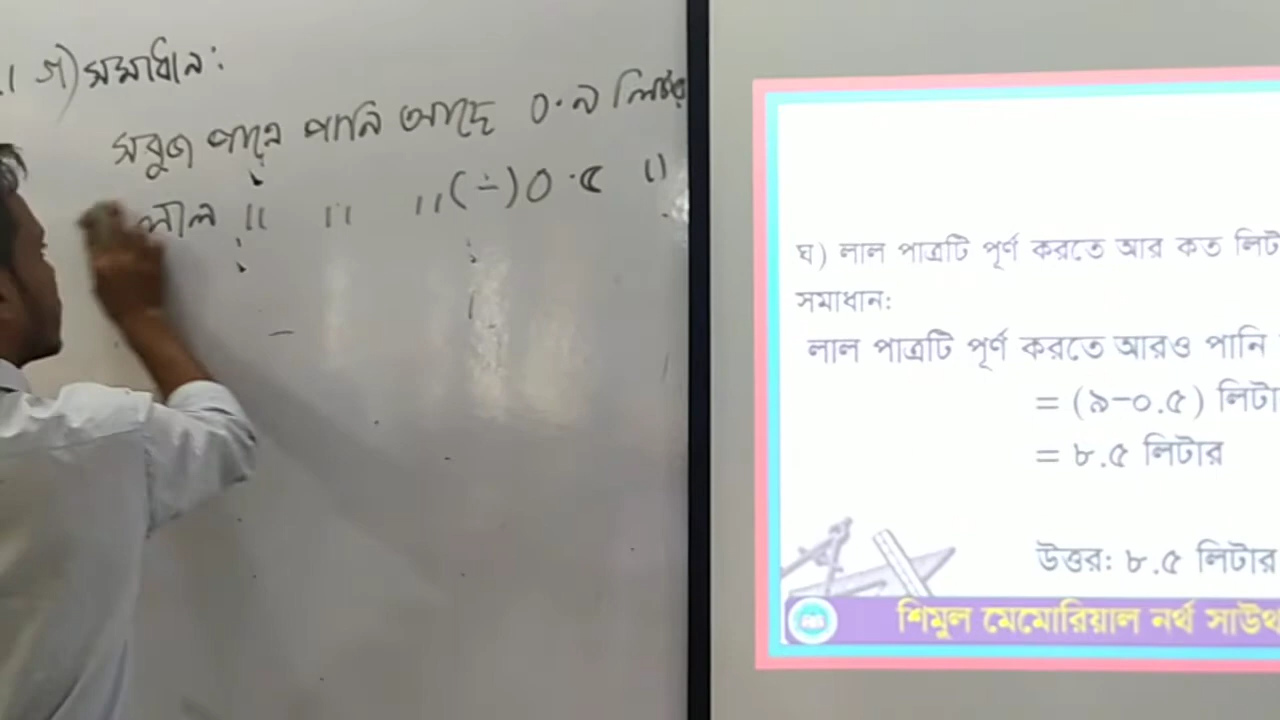 । গ) সমাধান:
সবুজ পাত্রে পানি আছে ০.৯ লিটার
লাল " " " (-) ০.৫ "
ঘ) লাল পাত্রটি পূর্ণ করতে আর কত লিটা
সমাধান:
লাল পাত্রটি পূর্ণ করতে আরও পানি
= (৯-০.৫) লিটা
= ৮.৫ লিটার
উত্তর: ৮.৫ লিটার
শিমুল মেমোরিয়াল নর্থ সাউথ